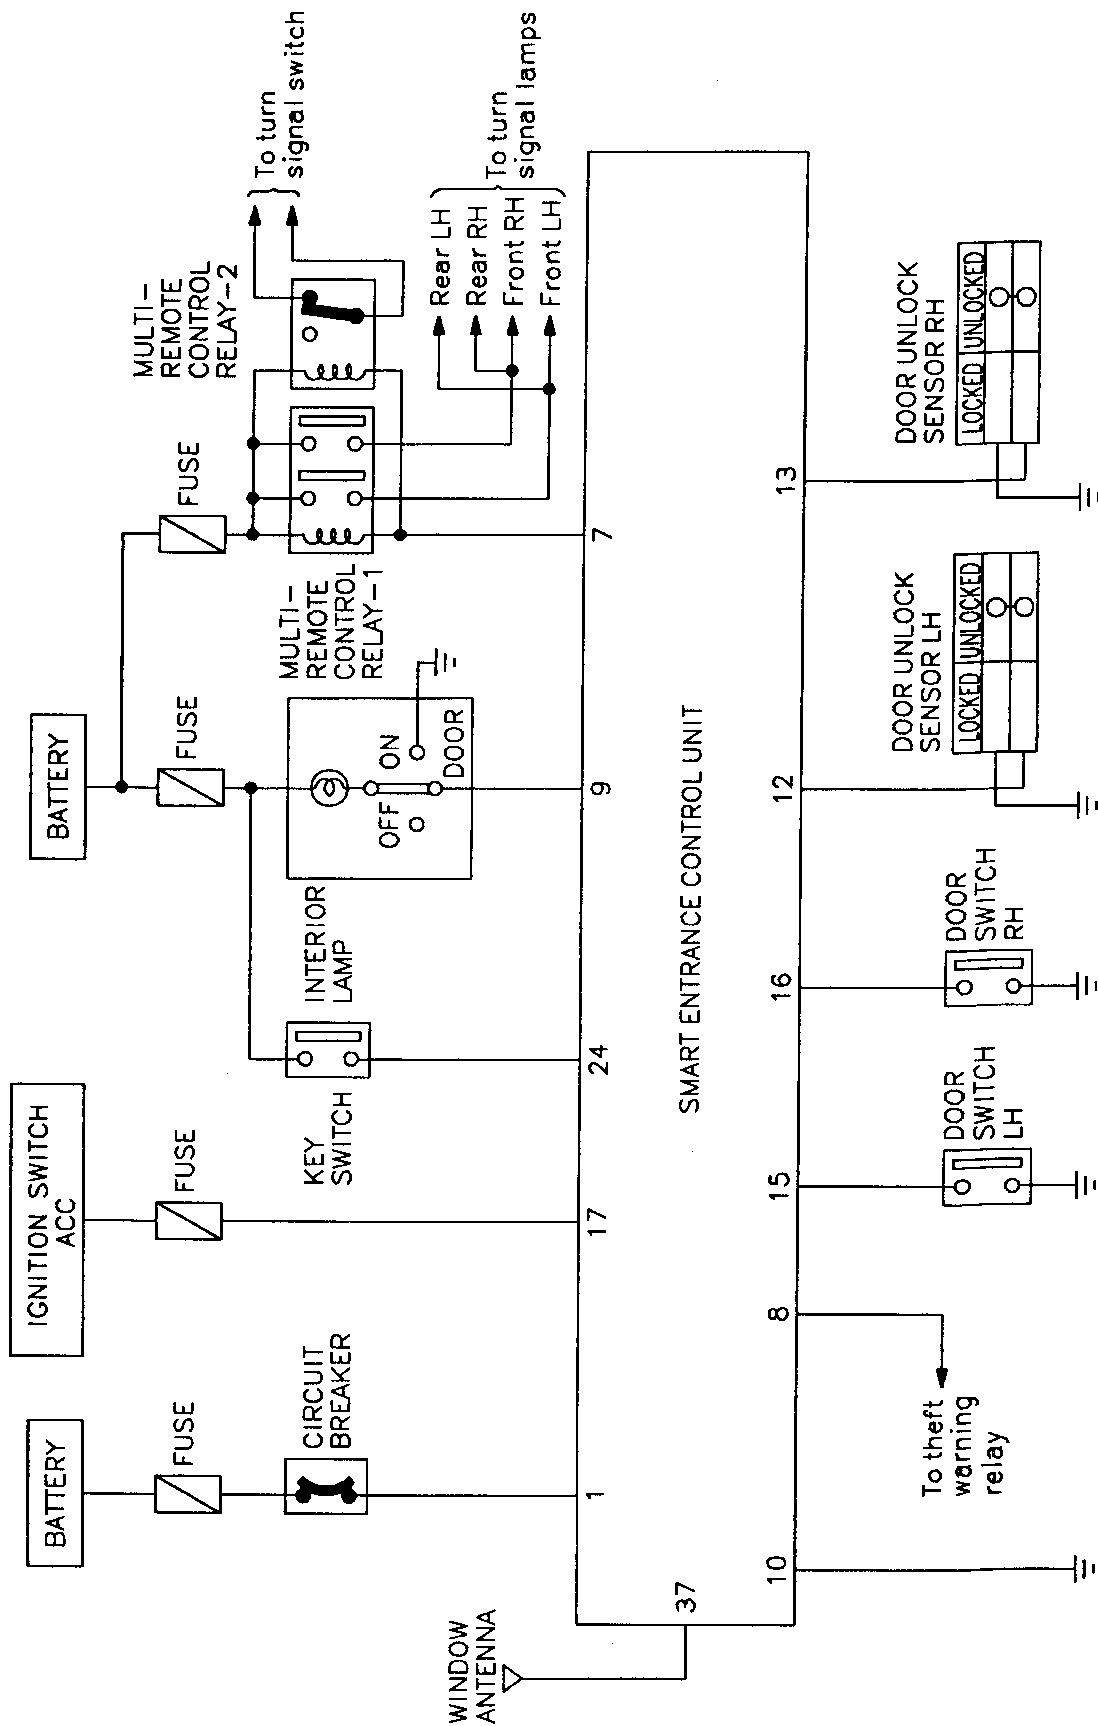 BATTERY
FUSE
CIRCUIT
BREAKER
1
IGNITION SWITCH
ACC
FUSE
17
KEY
SWITCH
24
BATTERY
FUSE
INTERIOR
LAMP
OFF
ON
DOOR
9
FUSE
MULTI-
REMOTE
CONTROL
RELAY-1
7
MULTI-
REMOTE
CONTROL
RELAY-2
To turn
signal switch
Rear LH
Rear RH
Front RH
Front LH
To turn
signal lamps
WINDOW
ANTENNA
37
SMART ENTRANCE CONTROL UNIT
10
8
To theft
warning
relay
15
DOOR
SWITCH
LH
16
DOOR
SWITCH
RH
12
DOOR UNLOCK
SENSOR LH
LOCKED
UNLOCKED
13
DOOR UNLOCK
SENSOR RH
LOCKED
UNLOCKED